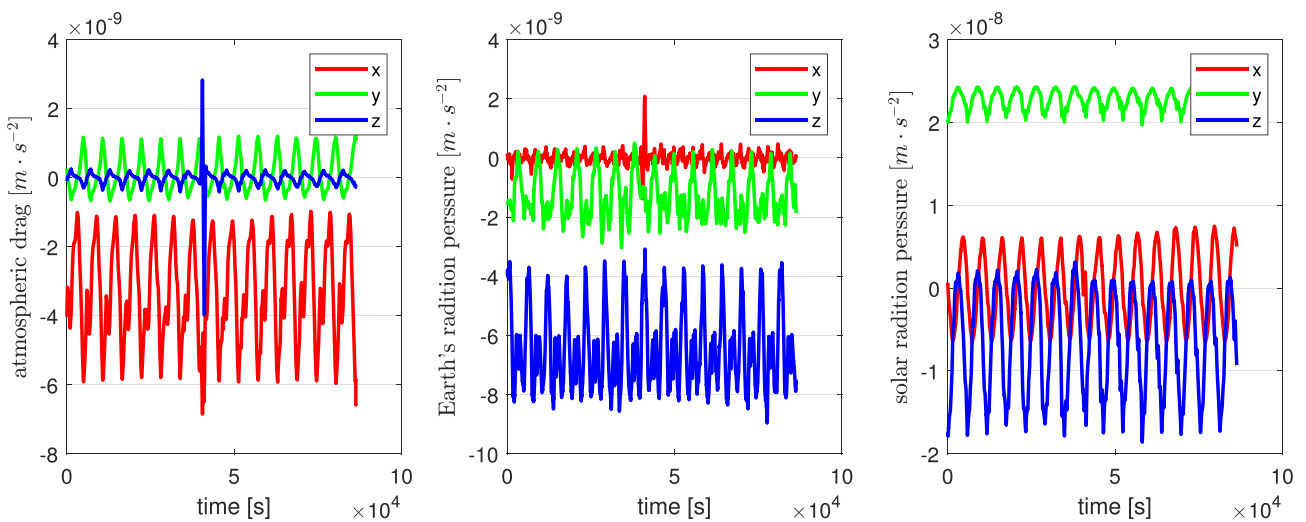 ×10⁻⁹
4
2
0
-2
-4
-6
-8
0
5
10
×10⁴
time [s]
atmospheric drag [m · s⁻²]
x
y
z
×10⁻⁹
4
2
0
-2
-4
-6
-8
-10
0
5
10
×10⁴
time [s]
Earth's radition perssure [m · s⁻²]
x
y
z
×10⁻⁸
3
2
1
0
-1
-2
0
5
10
×10⁴
time [s]
solar radition perssure [m · s⁻²]
x
y
z